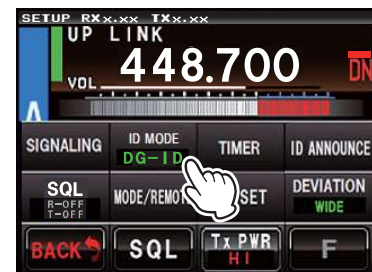 SETUP RXx.xx TXx.xx
UP LINK
VOL 448.700 DN
A
SIGNALING ID MODE TIMER ID ANNOUNCE
DG-ID
SQL MODE/REMOT SET DEVIATION
R-OFF WIDE
T-OFF
BACK SQL Tx PWR F
HI